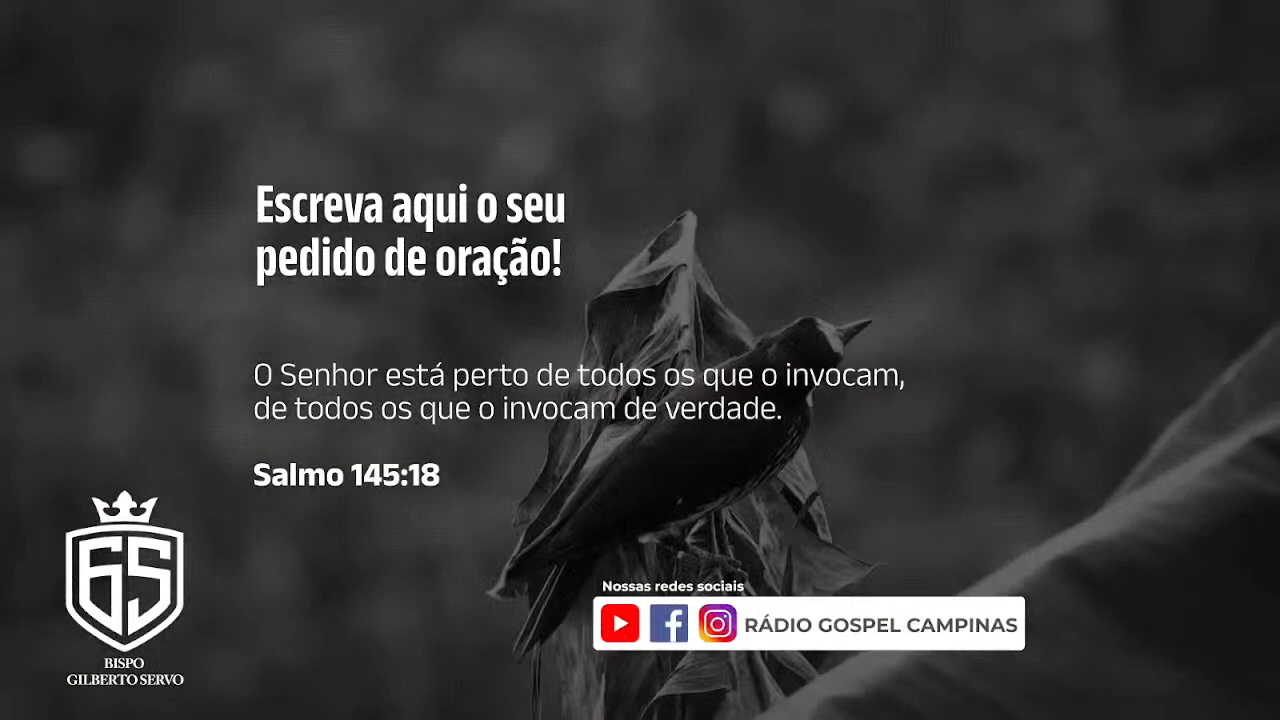 Escreva aqui o seu
pedido de oração!
O Senhor está perto de todos os que o invocam,
de todos os que o invocam de verdade.
Salmo 145:18
GS
BISPO
GILBERTO SERVO
Nossas redes sociais
RÁDIO GOSPEL CAMPINAS